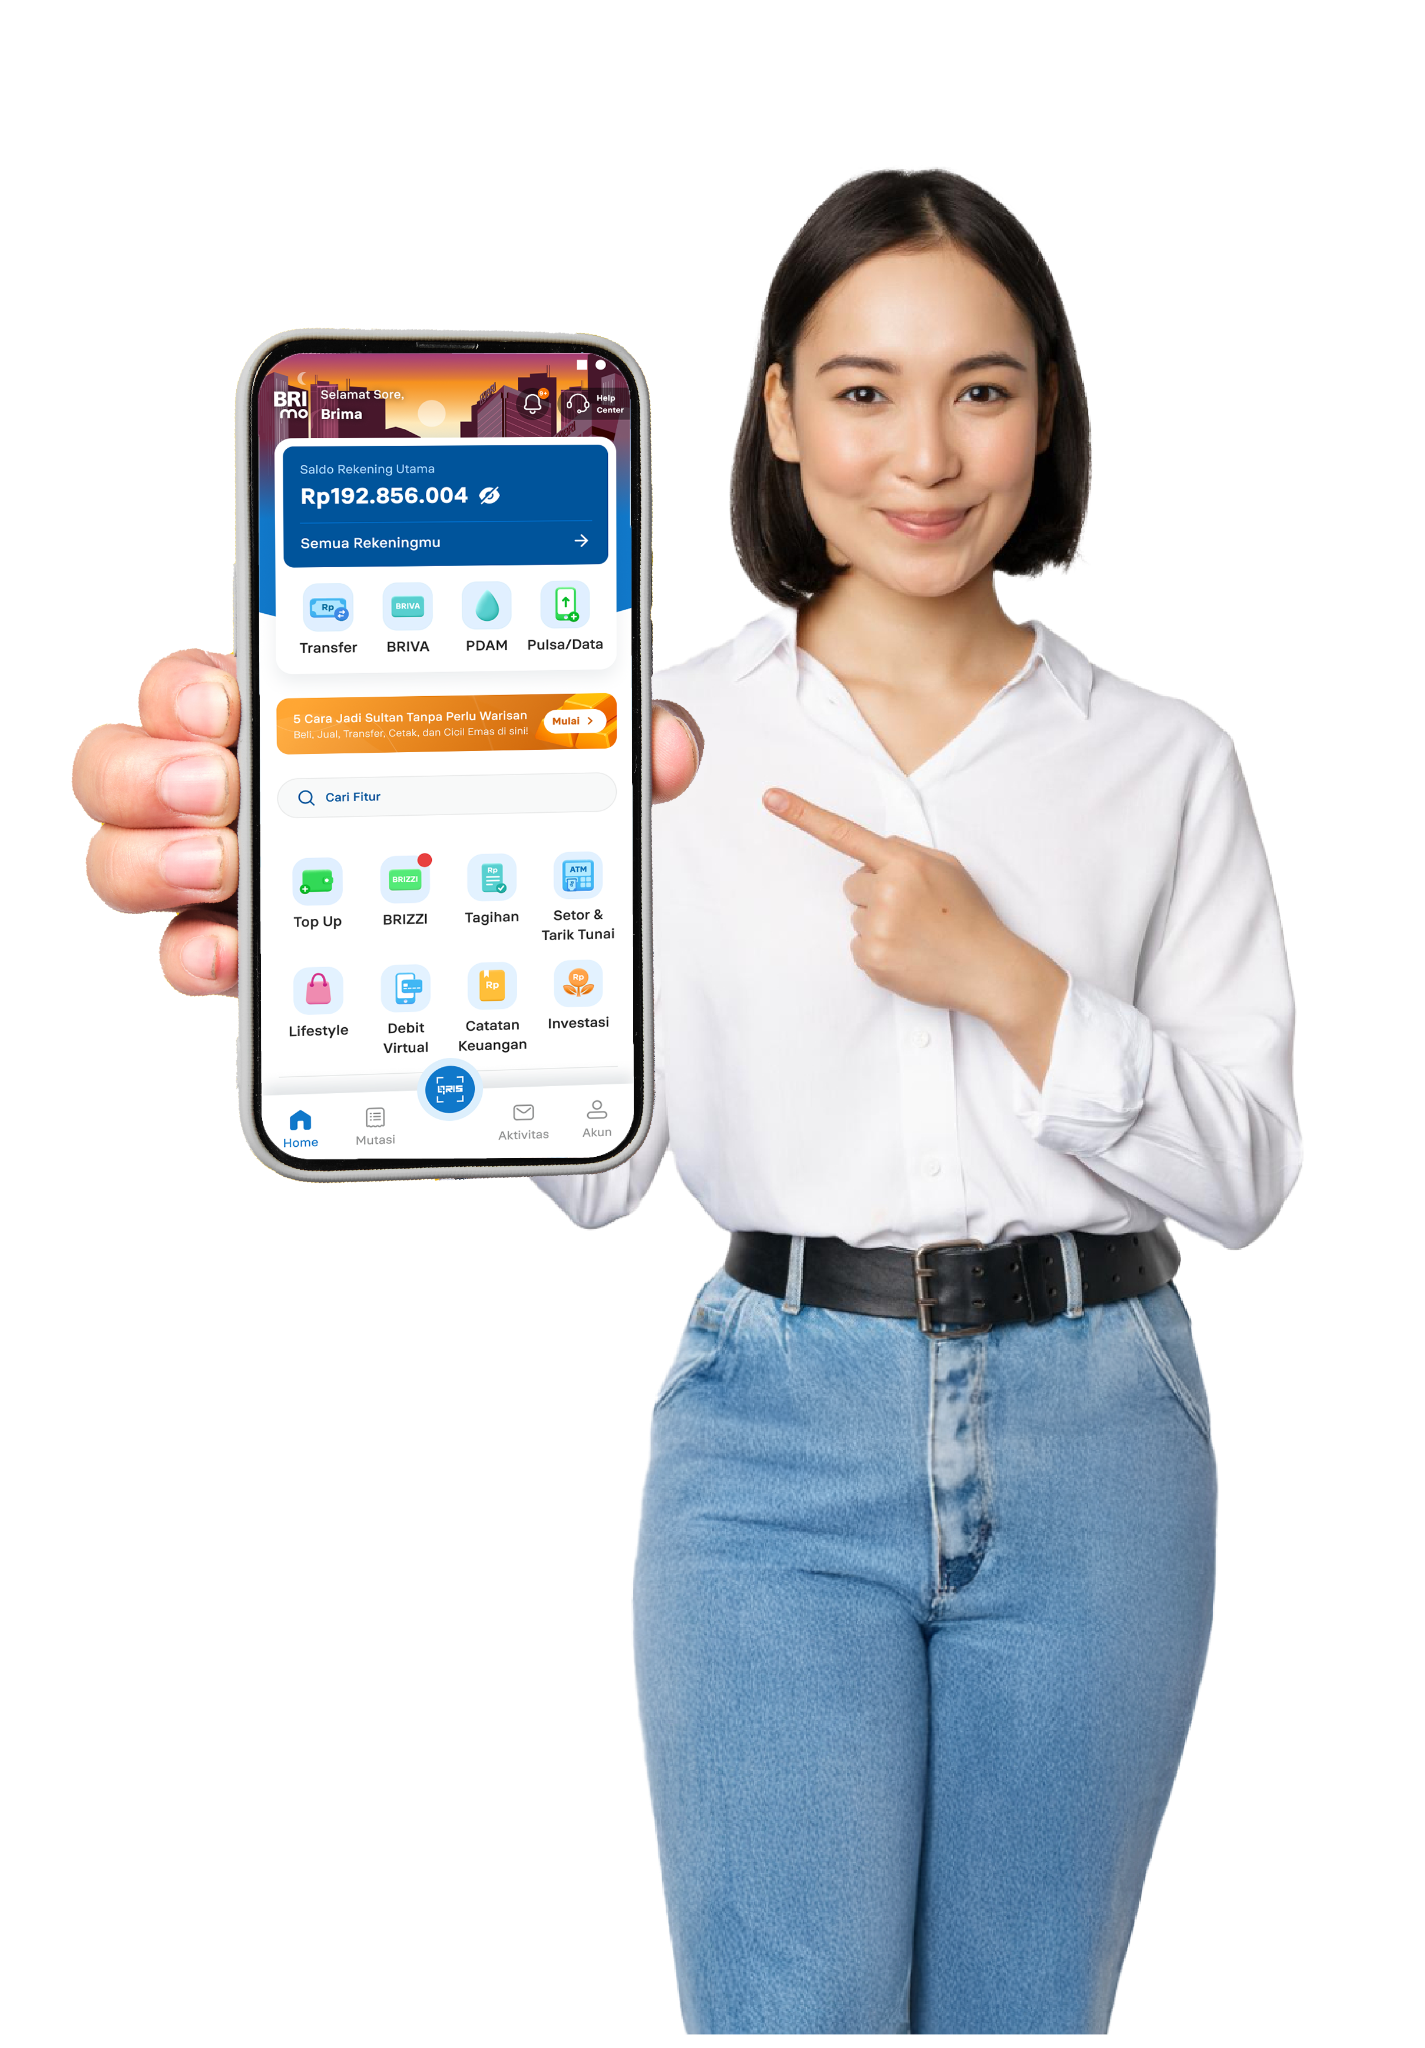 BRI
mo
Selamat Sore,
Brima
9+
Help
Center
Saldo Rekening Utama
Rp192.856.004
Semua Rekeningmu
Rp
BRIVA
Transfer
BRIVA
PDAM
Pulsa/Data
5 Cara Jadi Sultan Tanpa Perlu Warisan
Beli, Jual, Transfer, Cetak, dan Cicil Emas di sini!
Mulai
Cari Fitur
BRIZZI
Rp
ATM
Top Up
BRIZZI
Tagihan
Setor &
Tarik Tunai
Rp
Rp
Lifestyle
Debit
Virtual
Catatan
Keuangan
Investasi
QRIS
Home
Mutasi
Aktivitas
Akun